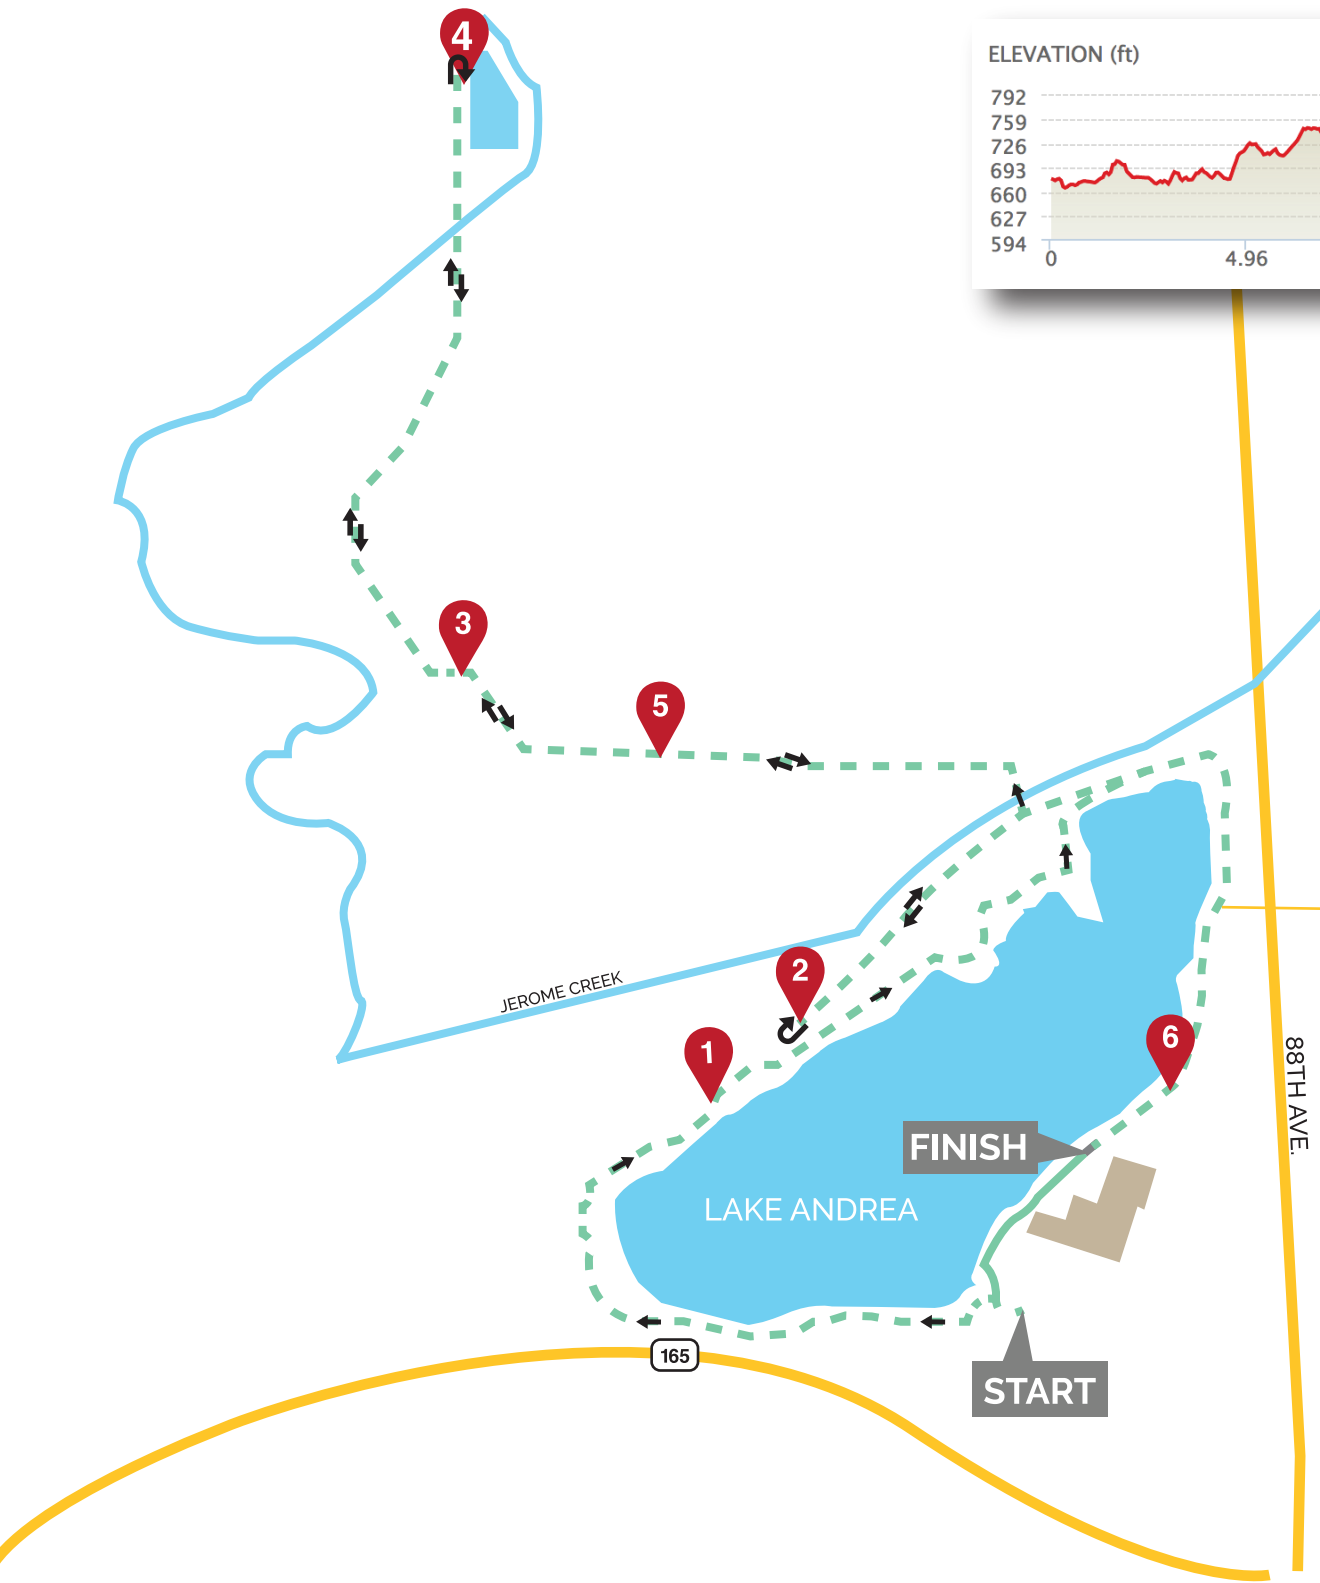 4
ELEVATION (ft)
792
759
726
693
660
627
594
0
4.96
3
5
2
JEROME CREEK
1
6
88TH AVE.
FINISH
LAKE ANDREA
165
START